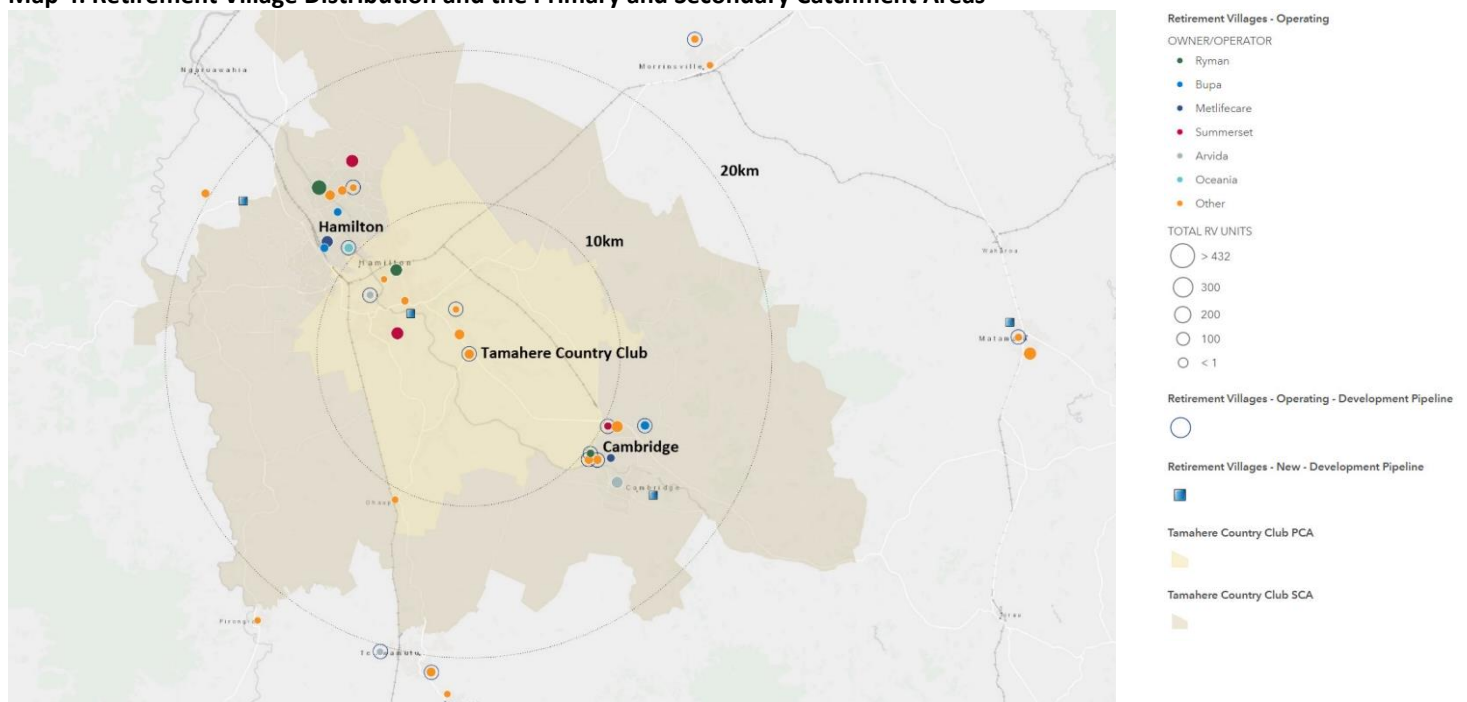 Map 4: Retirement Village Distribution and the Primary and Secondary Catchment Areas
Ngaruawahia
Morrinsville
20km
Hamilton
10km
Hamilton
Waharoa
Tamahere Country Club
Matamata
Cambridge
Cambridge
Ohaupo
Pirongia
Te Awamutu
Retirement Villages - Operating
OWNER/OPERATOR
Ryman
Bupa
Metlifecare
Summerset
Arvida
Oceania
Other
TOTAL RV UNITS
> 432
300
200
100
< 1
Retirement Villages - Operating - Development Pipeline
Retirement Villages - New - Development Pipeline
Tamahere Country Club PCA
Tamahere Country Club SCA